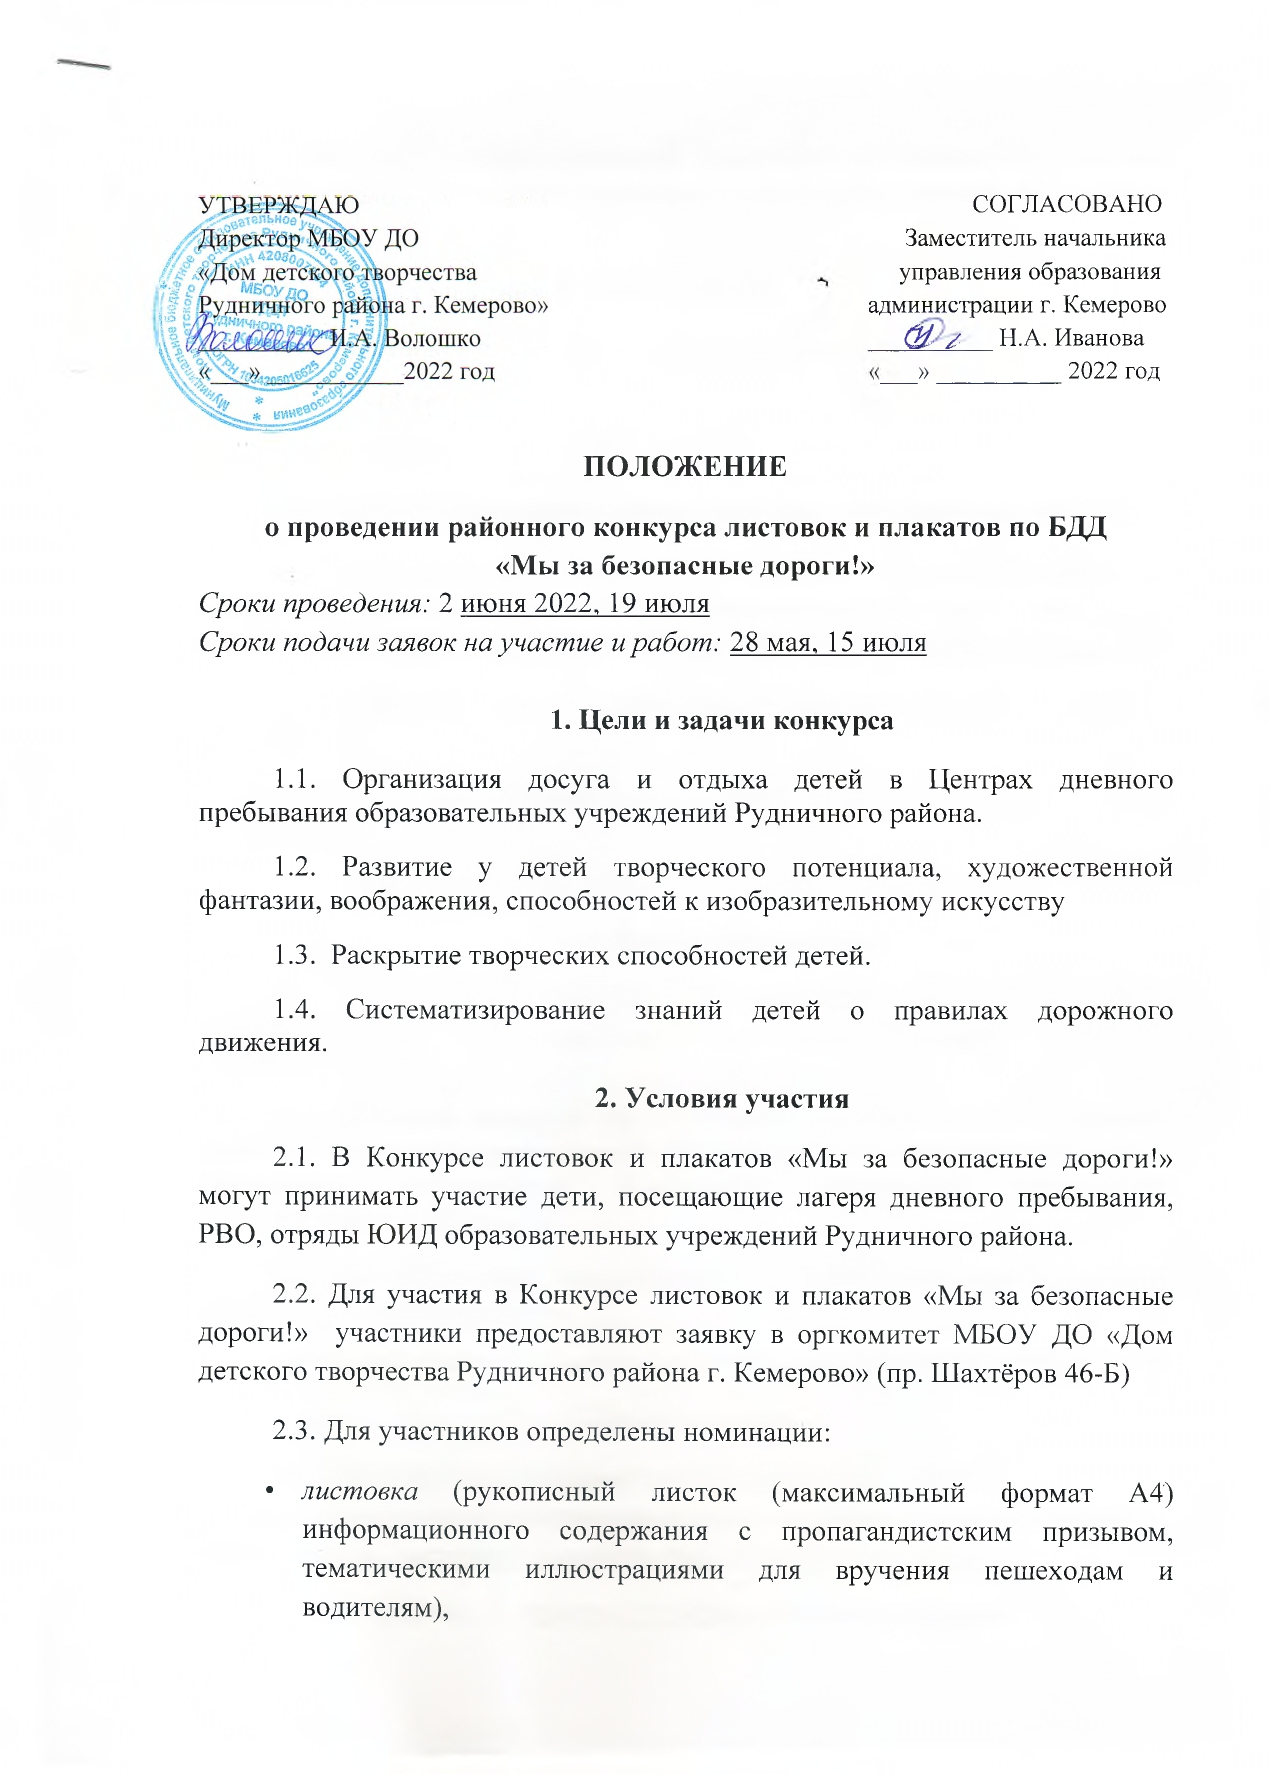 УТВЕРЖДАЮ
Директор МБОУ ДО
«Дом детского творчества
Рудничного района г. Кемерово»
И.А. Волошко
«___»___________2022 год
СОГЛАСОВАНО
Заместитель начальника
управления образования
администрации г. Кемерово
__________ Н.А. Иванова
«___» __________ 2022 год
МБОУ ДО
ПОЛОЖЕНИЕ
о проведении районного конкурса листовок и плакатов по БДД
«Мы за безопасные дороги!»
Сроки проведения: 2 июня 2022, 19 июля
Сроки подачи заявок на участие и работ: 28 мая, 15 июля
1. Цели и задачи конкурса
1.1. Организация досуга и отдыха детей в Центрах дневного
пребывания образовательных учреждений Рудничного района.
1.2. Развитие у детей творческого потенциала, художественной
фантазии, воображения, способностей к изобразительному искусству
1.3. Раскрытие творческих способностей детей.
1.4. Систематизирование знаний детей о правилах дорожного
движения.
2. Условия участия
2.1. В Конкурсе листовок и плакатов «Мы за безопасные дороги!»
могут принимать участие дети, посещающие лагеря дневного пребывания,
РВО, отряды ЮИД образовательных учреждений Рудничного района.
2.2. Для участия в Конкурсе листовок и плакатов «Мы за безопасные
дороги!» участники предоставляют заявку в оргкомитет МБОУ ДО «Дом
детского творчества Рудничного района г. Кемерово» (пр. Шахтёров 46-Б)
2.3. Для участников определены номинации:
• листовка (рукописный листок (максимальный формат А4)
информационного содержания с пропагандистским призывом,
тематическими иллюстрациями для вручения пешеходам и
водителям),